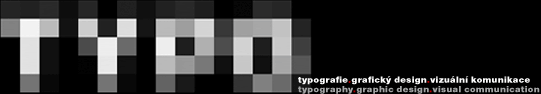 TYPO
typografie grafický design vizuální komunikace
typography graphic design visual communication